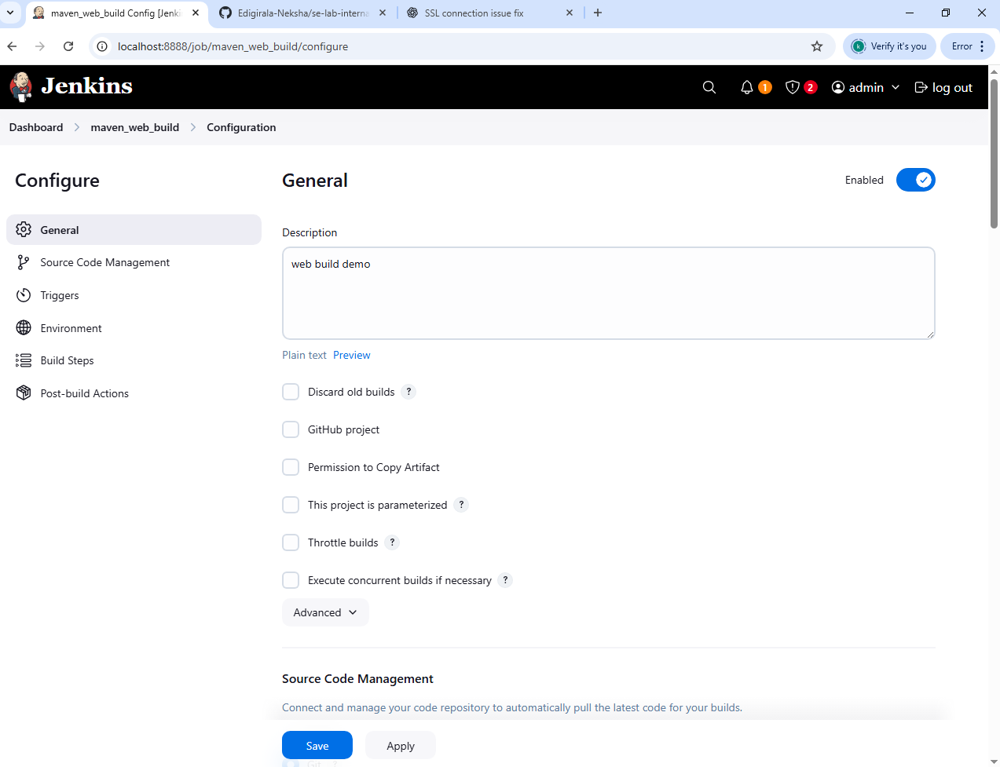 maven_web_build Config [Jenki
Edigirala-Neksha/se-lab-interna
SSL connection issue fix
localhost:8888/job/maven_web_build/configure
k
Verify it's you
Error
Jenkins
1
2
admin
log out
Dashboard
maven_web_build
Configuration
Configure
General
Source Code Management
Triggers
Environment
Build Steps
Post-build Actions
General
Enabled
Description
web build demo
Plain text Preview
Discard old builds ?
GitHub project
Permission to Copy Artifact
This project is parameterized ?
Throttle builds ?
Execute concurrent builds if necessary ?
Advanced
Source Code Management
Connect and manage your code repository to automatically pull the latest code for your builds.
Save
Apply
Git ?